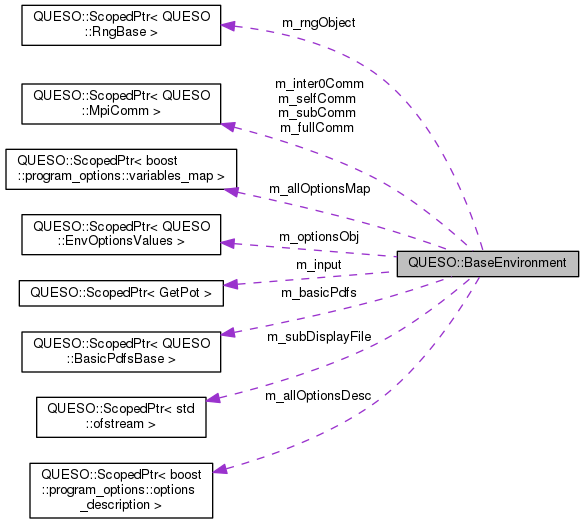 QUESO::ScopedPtr< QUESO
::RngBase >
m_rngObject
QUESO::ScopedPtr< QUESO
::MpiComm >
m_inter0Comm
m_selfComm
m_subComm
m_fullComm
QUESO::ScopedPtr< boost
::program_options::variables_map >
m_allOptionsMap
QUESO::ScopedPtr< QUESO
::EnvOptionsValues >
m_optionsObj
QUESO::BaseEnvironment
m_input
QUESO::ScopedPtr< GetPot >
m_basicPdfs
QUESO::ScopedPtr< QUESO
::BasicPdfsBase >
m_subDisplayFile
QUESO::ScopedPtr< std
::ofstream >
m_allOptionsDesc
QUESO::ScopedPtr< boost
::program_options::options
_description >